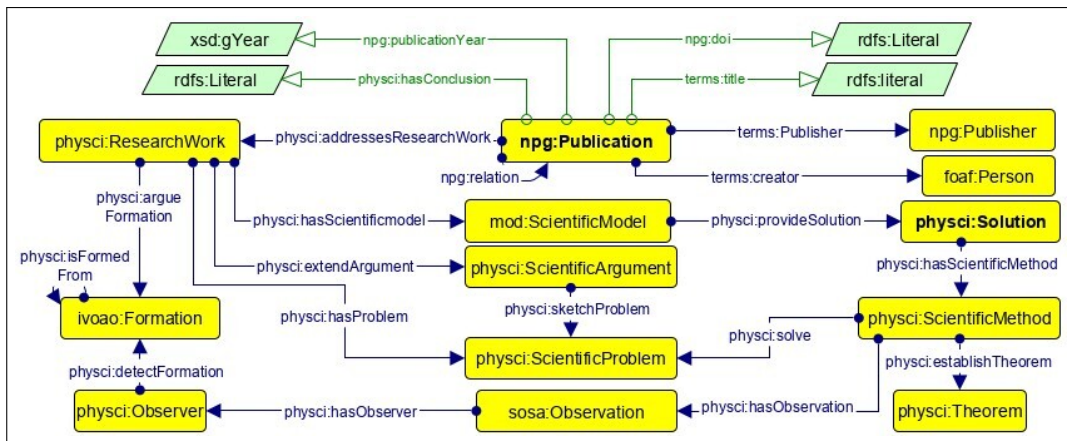 xsd:gYear
npg:publicationYear
npg:doi
rdfs:Literal
rdfs:Literal
physci:hasConclusion
terms:title
rdfs:literal
physci:ResearchWork
physci:addressesResearchWork
npg:Publication
terms:Publisher
npg:Publisher
npg:relation
terms:creator
foaf:Person
physci:argue
Formation
physci:hasScientificmodel
mod:ScientificModel
physci:provideSolution
physci:Solution
physci:isFormed
From
physci:extendArgument
physci:ScientificArgument
physci:hasScientificMethod
ivoao:Formation
physci:hasProblem
physci:sketchProblem
physci:ScientificMethod
physci:solve
physci:detectFormation
physci:ScientificProblem
physci:establishTheorem
physci:Observer
physci:hasObserver
sosa:Observation
physci:hasObservation
physci:Theorem